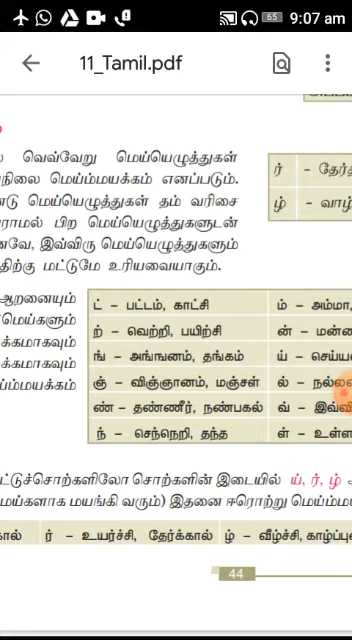 65 9:07 am
11_Tamil.pdf
வெவ்வேறு மெய்யெழுத்துகள்
நிலை மெய்ம்மயக்கம் எனப்படும்.
மெய்யெழுத்துகள் தம் வரிசை
ராமல் பிற மெய்யெழுத்துகளுடன்
னவே, இவ்விரு மெய்யெழுத்துகளும்
திற்கு மட்டுமே உரியவையாகும்.
ர் - தேர்
ழ் - வாழ்
ஆறனையும்
மெய்களும்
க்கமாகவும்
க்கமாகவும்
ம்மயக்கம்
ட் – பட்டம், காட்சி
ம் – அம்மா,
ற் – வெற்றி, பயிற்சி
ன் – மன்ன
ங் – அங்ஙனம், தங்கம்
ய் – செய்ய
ஞ் – விஞ்ஞானம், மஞ்சள்
ல் – நல்ல
ண் – தண்ணீர், நண்பகல்
வ் – இவ்வி
ந் – செந்நெறி, தந்த
ள் – உள்ள
ட்டுச்சொற்களிலோ சொற்களின் இடையில் ய், ர், ழ்
மய்களாக மயங்கி வரும்) இதனை ஈரொற்று மெய்ம்ம
கால் ர் – உயர்ச்சி, தேர்க்கால் ழ் – வீழ்ச்சி, காழ்ப்பு
44